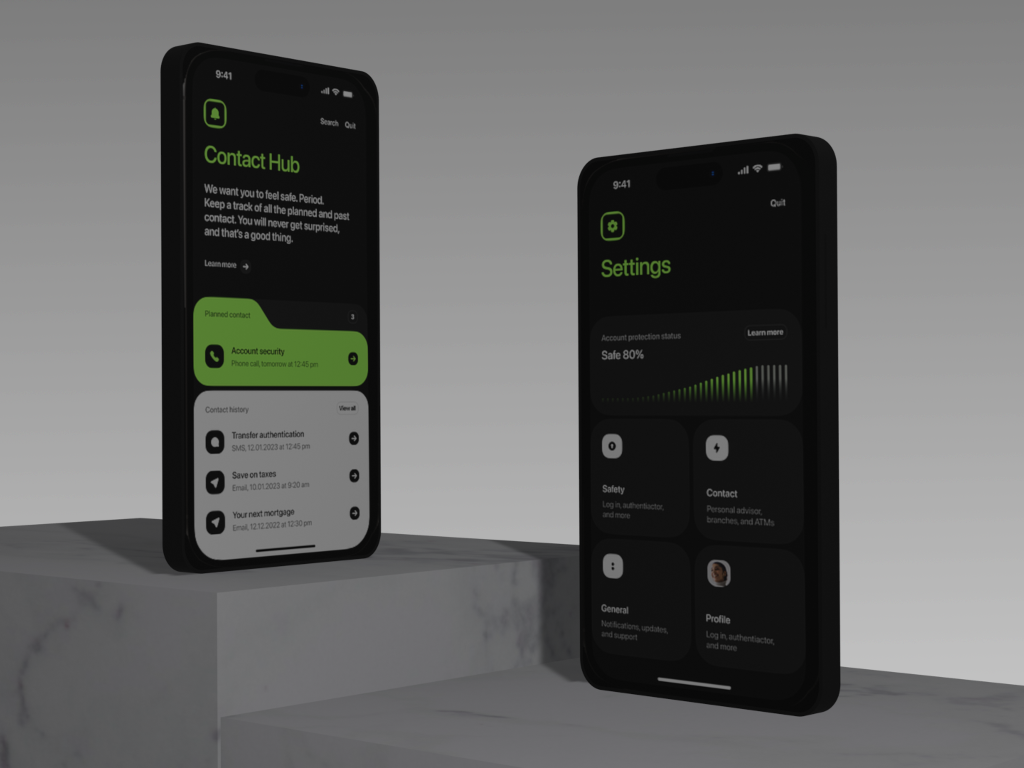 9:41
Search Quit
Contact Hub
We want you to feel safe. Period.
Keep a track of all the planned and past
contact. You will never get surprised,
and that's a good thing.
Learn more
Planned contact 3
Account security
Phone call, tomorrow at 12:45 pm
Contact history View all
Transfer authentication
SMS, 12.01.2023 at 12:45 pm
Save on taxes
Email, 10.01.2023 at 9:20 am
Your next mortgage
Email, 12.12.2022 at 12:30 pm
9:41
Quit
Settings
Account protection status Learn more
Safe 80%
Safety
Log in, authentiactor,
and more
Contact
Personal advisor,
branches, and ATMs
General
Notifications, updates,
and support
Profile
Log in, authentiactor,
and more